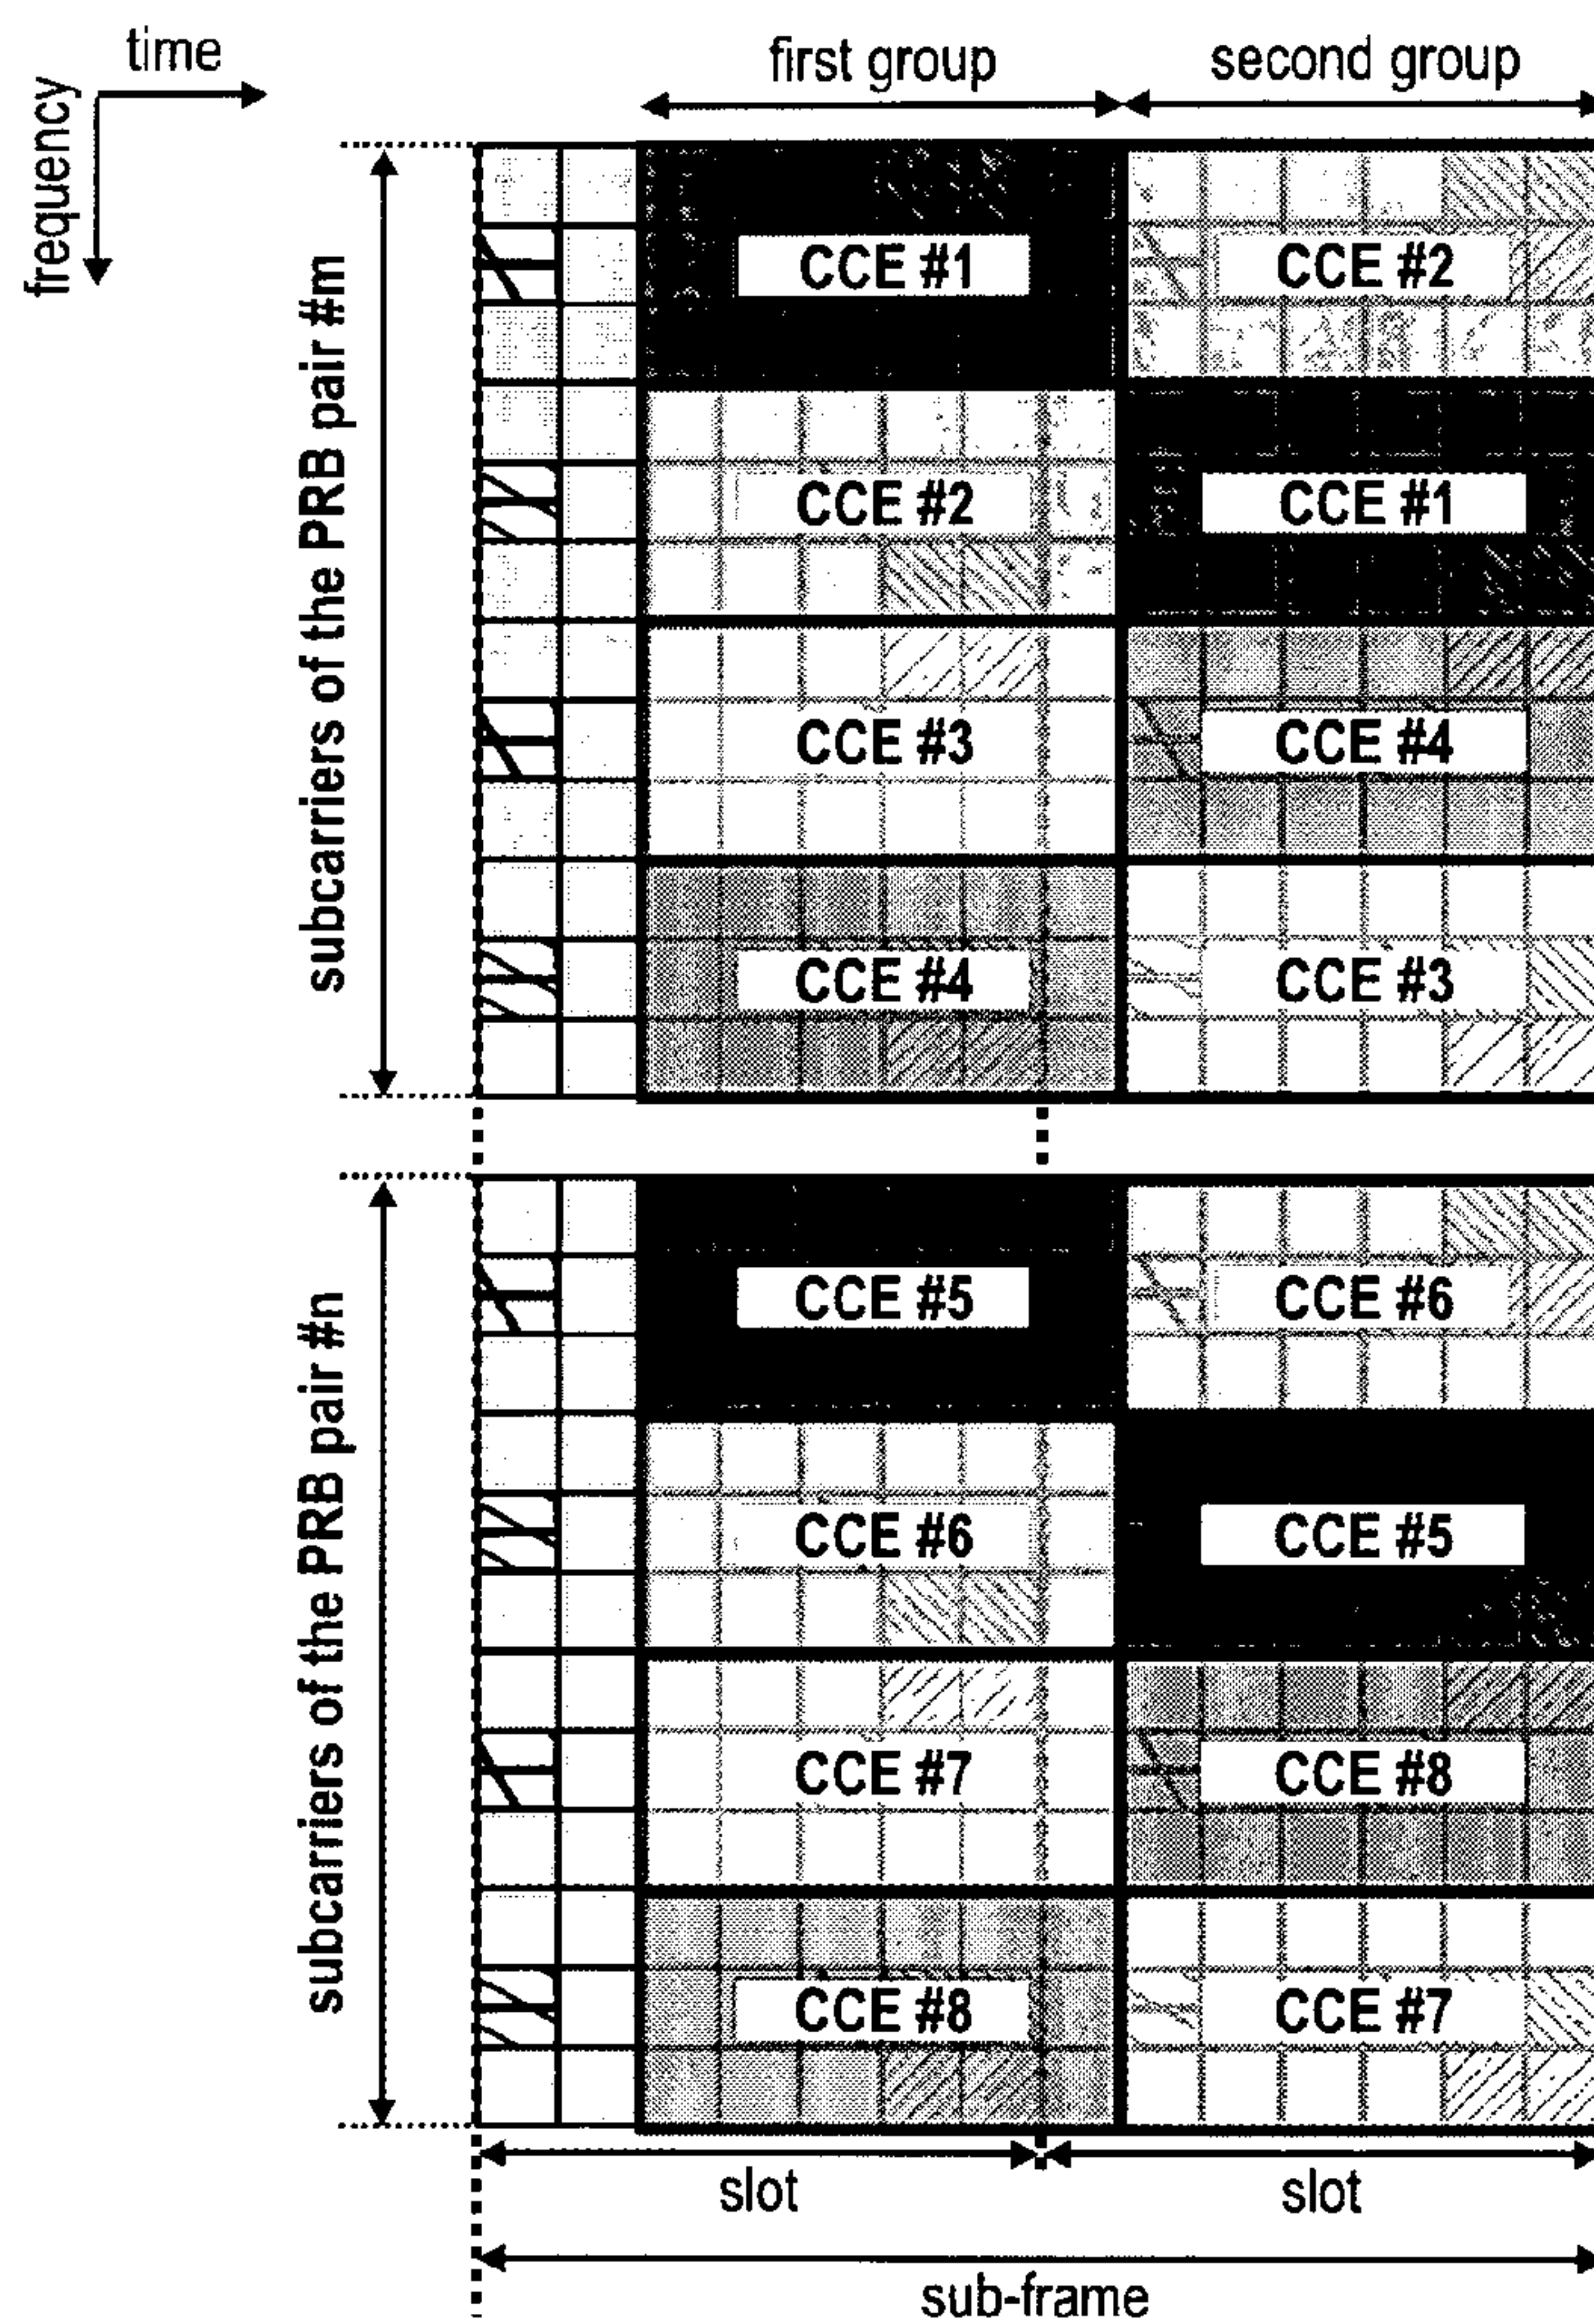 time
first group
second group
frequency
subcarriers of the PRB pair #m
CCE #1
CCE #2
CCE #2
CCE #1
CCE #3
CCE #4
CCE #4
CCE #3
subcarriers of the PRB pair #n
CCE #5
CCE #6
CCE #6
CCE #5
CCE #7
CCE #8
CCE #8
CCE #7
slot
slot
sub-frame